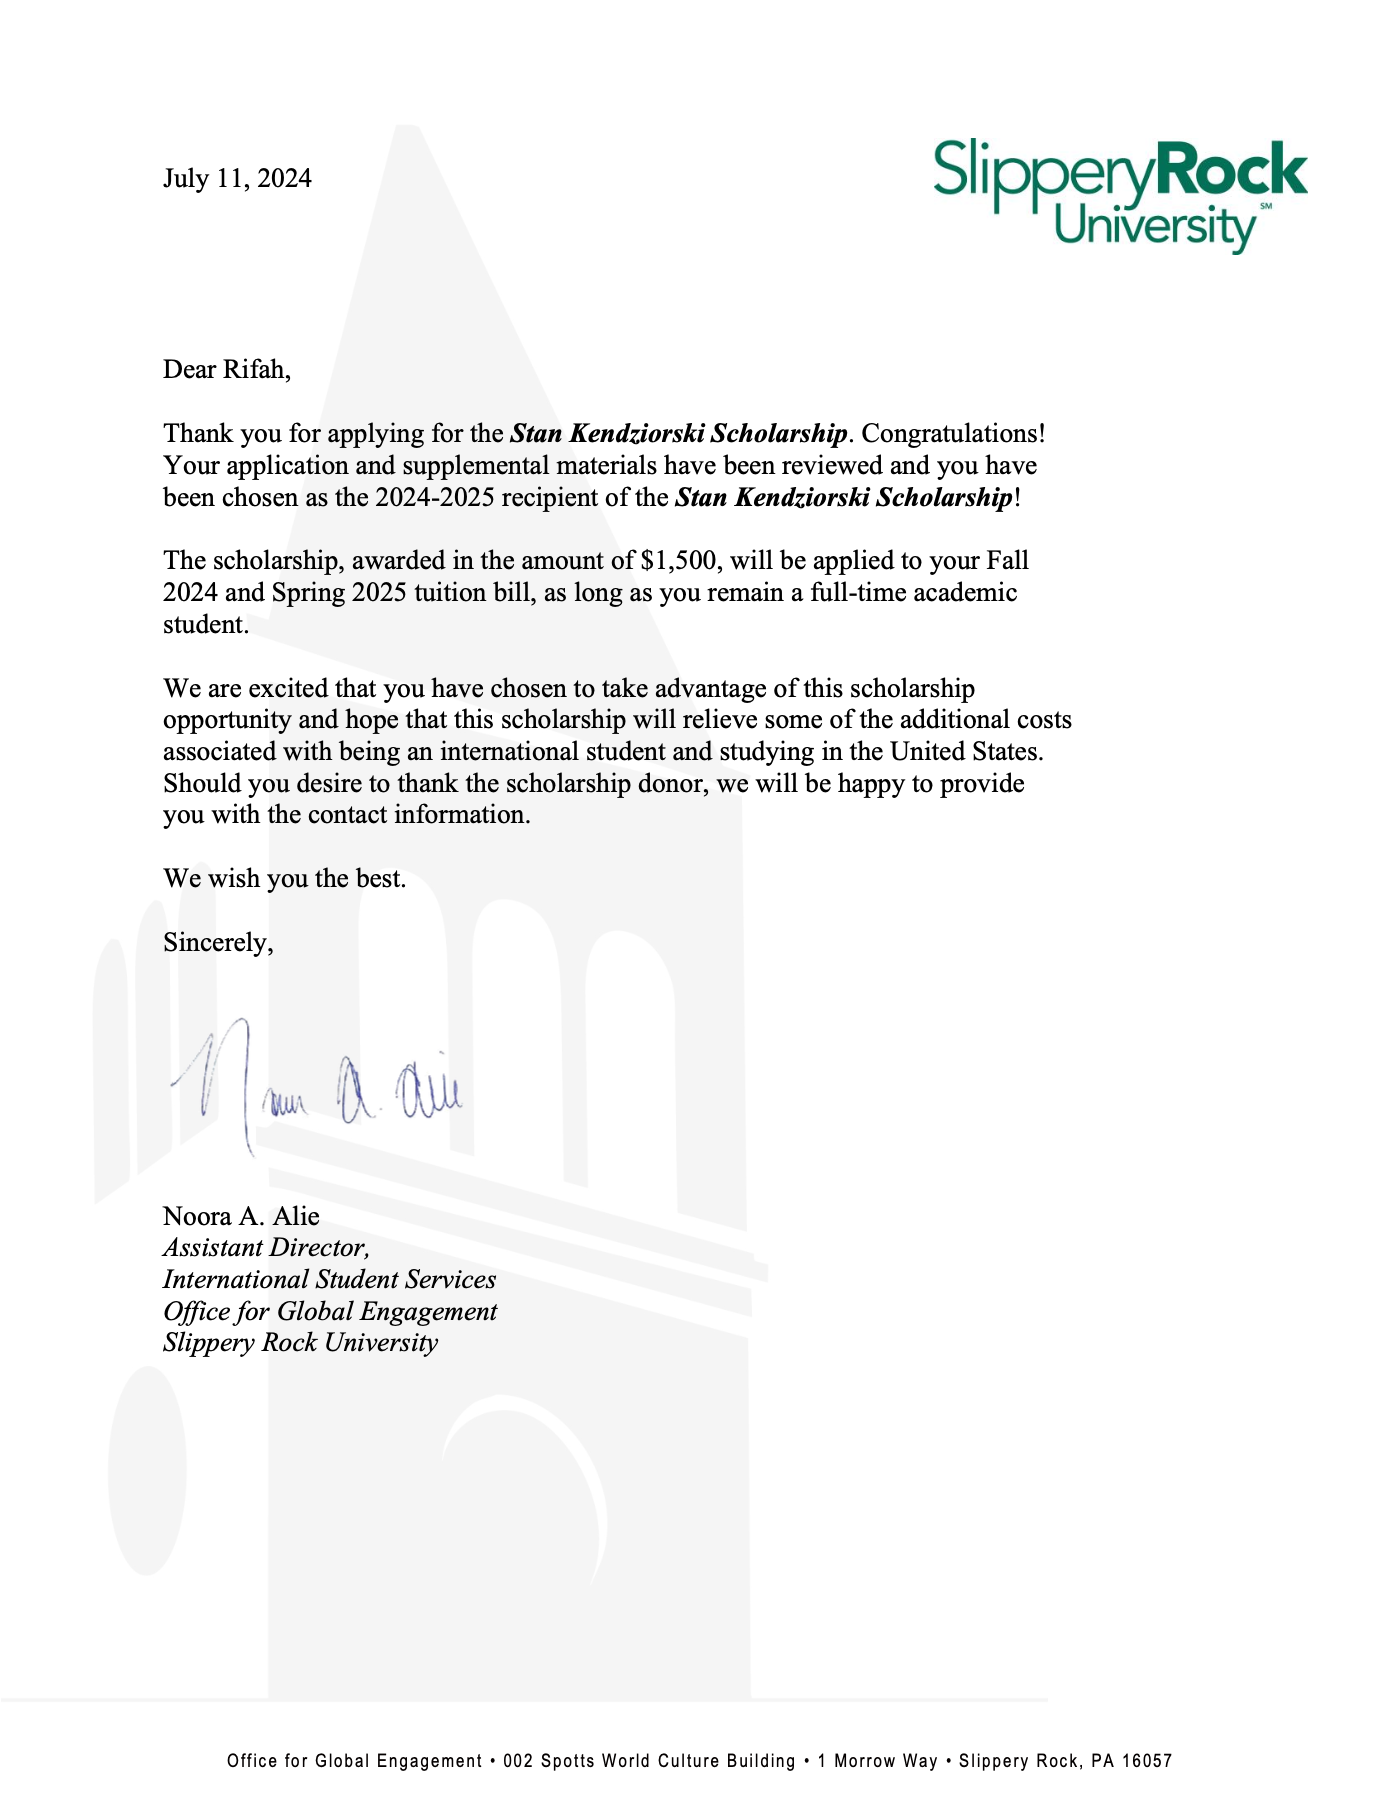 July 11, 2024
SlipperyRock
University℠
Dear Rifah,
Thank you for applying for the Stan Kendziorski Scholarship. Congratulations!
Your application and supplemental materials have been reviewed and you have
been chosen as the 2024-2025 recipient of the Stan Kendziorski Scholarship!
The scholarship, awarded in the amount of $1,500, will be applied to your Fall
2024 and Spring 2025 tuition bill, as long as you remain a full-time academic
student.
We are excited that you have chosen to take advantage of this scholarship
opportunity and hope that this scholarship will relieve some of the additional costs
associated with being an international student and studying in the United States.
Should you desire to thank the scholarship donor, we will be happy to provide
you with the contact information.
We wish you the best.
Sincerely,
Noora A. Alie
Noora A. Alie
Assistant Director,
International Student Services
Office for Global Engagement
Slippery Rock University
Office for Global Engagement • 002 Spotts World Culture Building • 1 Morrow Way • Slippery Rock, PA 16057